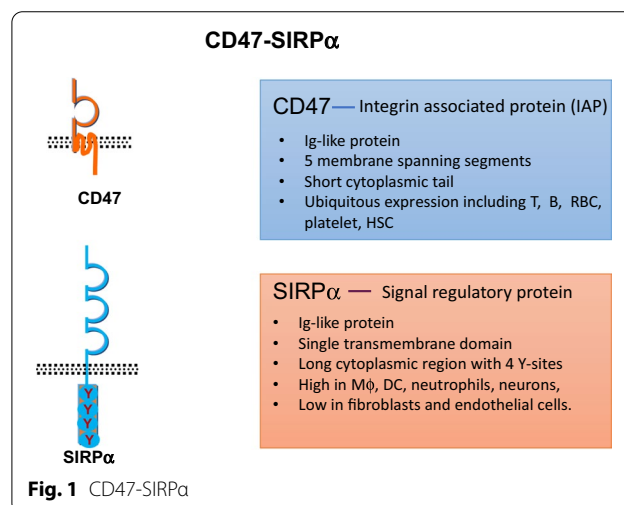 CD47-SIRPα
CD47
CD47 — Integrin associated protein (IAP)
• Ig-like protein
• 5 membrane spanning segments
• Short cytoplasmic tail
• Ubiquitous expression including T, B, RBC,
platelet, HSC
Y
Y
Y
Y
SIRPα
SIRPα — Signal regulatory protein
• Ig-like protein
• Single transmembrane domain
• Long cytoplasmic region with 4 Y-sites
• High in Mϕ, DC, neutrophils, neurons,
• Low in fibroblasts and endothelial cells.
Fig. 1 CD47-SIRPα